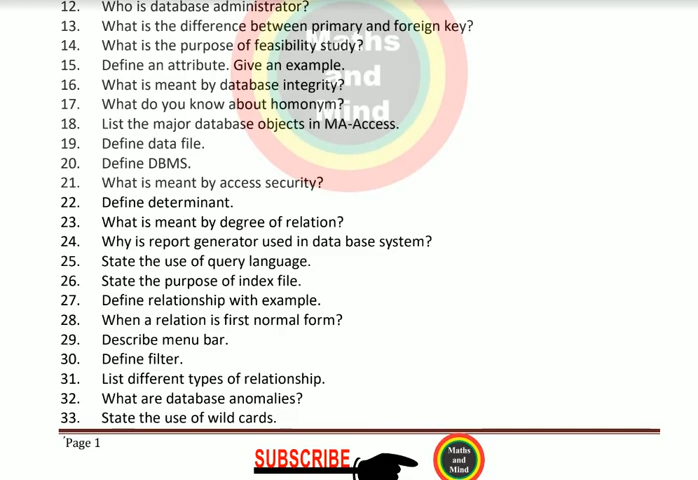 12. Who is database administrator?
13. What is the difference between primary and foreign key?
14. What is the purpose of feasibility study?
15. Define an attribute. Give an example.
16. What is meant by database integrity?
17. What do you know about homonym?
18. List the major database objects in MA-Access.
19. Define data file.
20. Define DBMS.
21. What is meant by access security?
22. Define determinant.
23. What is meant by degree of relation?
24. Why is report generator used in data base system?
25. State the use of query language.
26. State the purpose of index file.
27. Define relationship with example.
28. When a relation is first normal form?
29. Describe menu bar.
30. Define filter.
31. List different types of relationship.
32. What are database anomalies?
33. State the use of wild cards.
Maths
and
Mind
Page 1
SUBSCRIBE
Maths
and
Mind